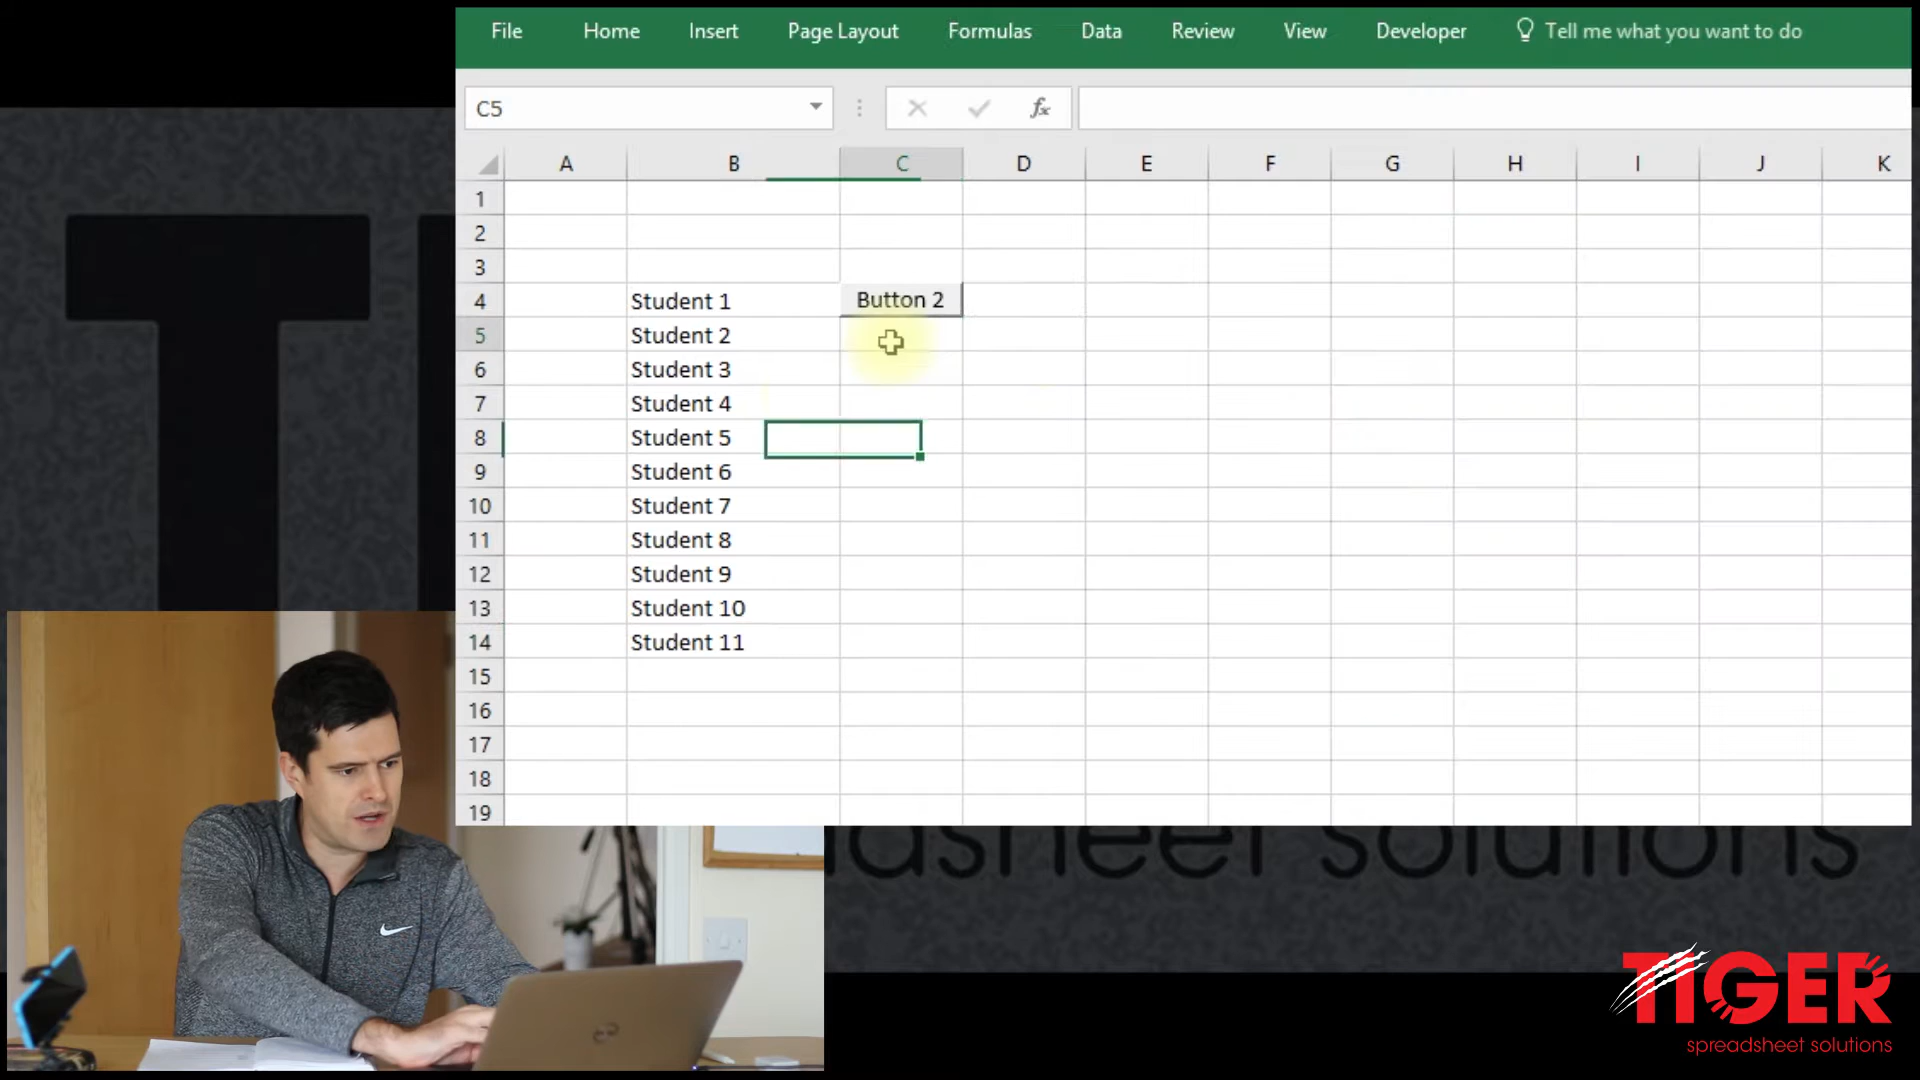 File Home Insert Page Layout Formulas Data Review View Developer Tell me what you want to do
C5 fx
A B C D E F G H I J K
1
2
3
4 Student 1 Button 2
5 Student 2
6 Student 3
7 Student 4
8 Student 5
9 Student 6
10 Student 7
11 Student 8
12 Student 9
13 Student 10
14 Student 11
15
16
17
18
19
adsheet solutions
TIGER
spreadsheet solutions